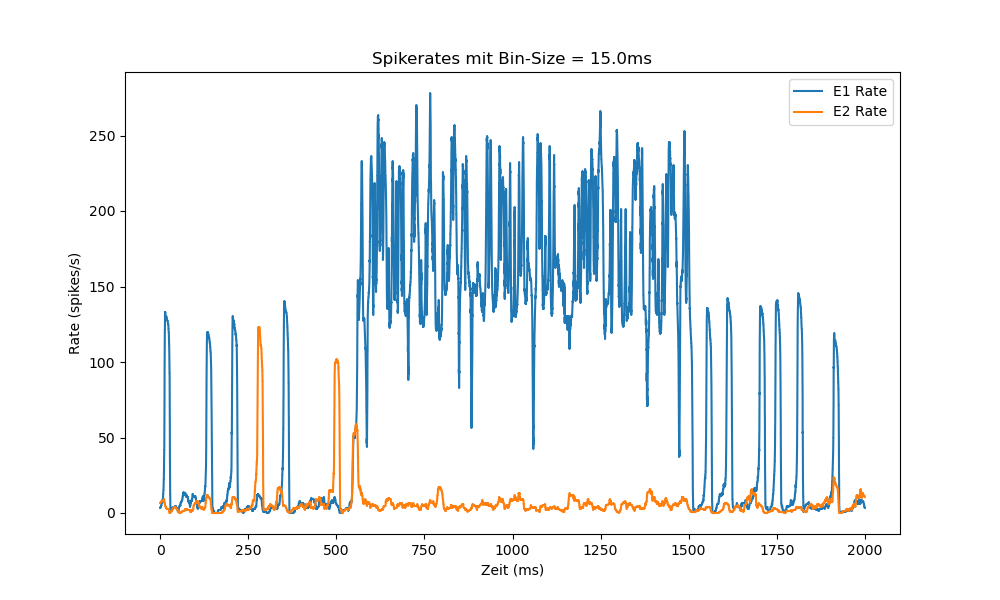 Spikerates mit Bin-Size = 15.0ms
E1 Rate
E2 Rate
Rate (spikes/s)
250
200
150
100
50
0
0 250 500 750 1000 1250 1500 1750 2000
Zeit (ms)